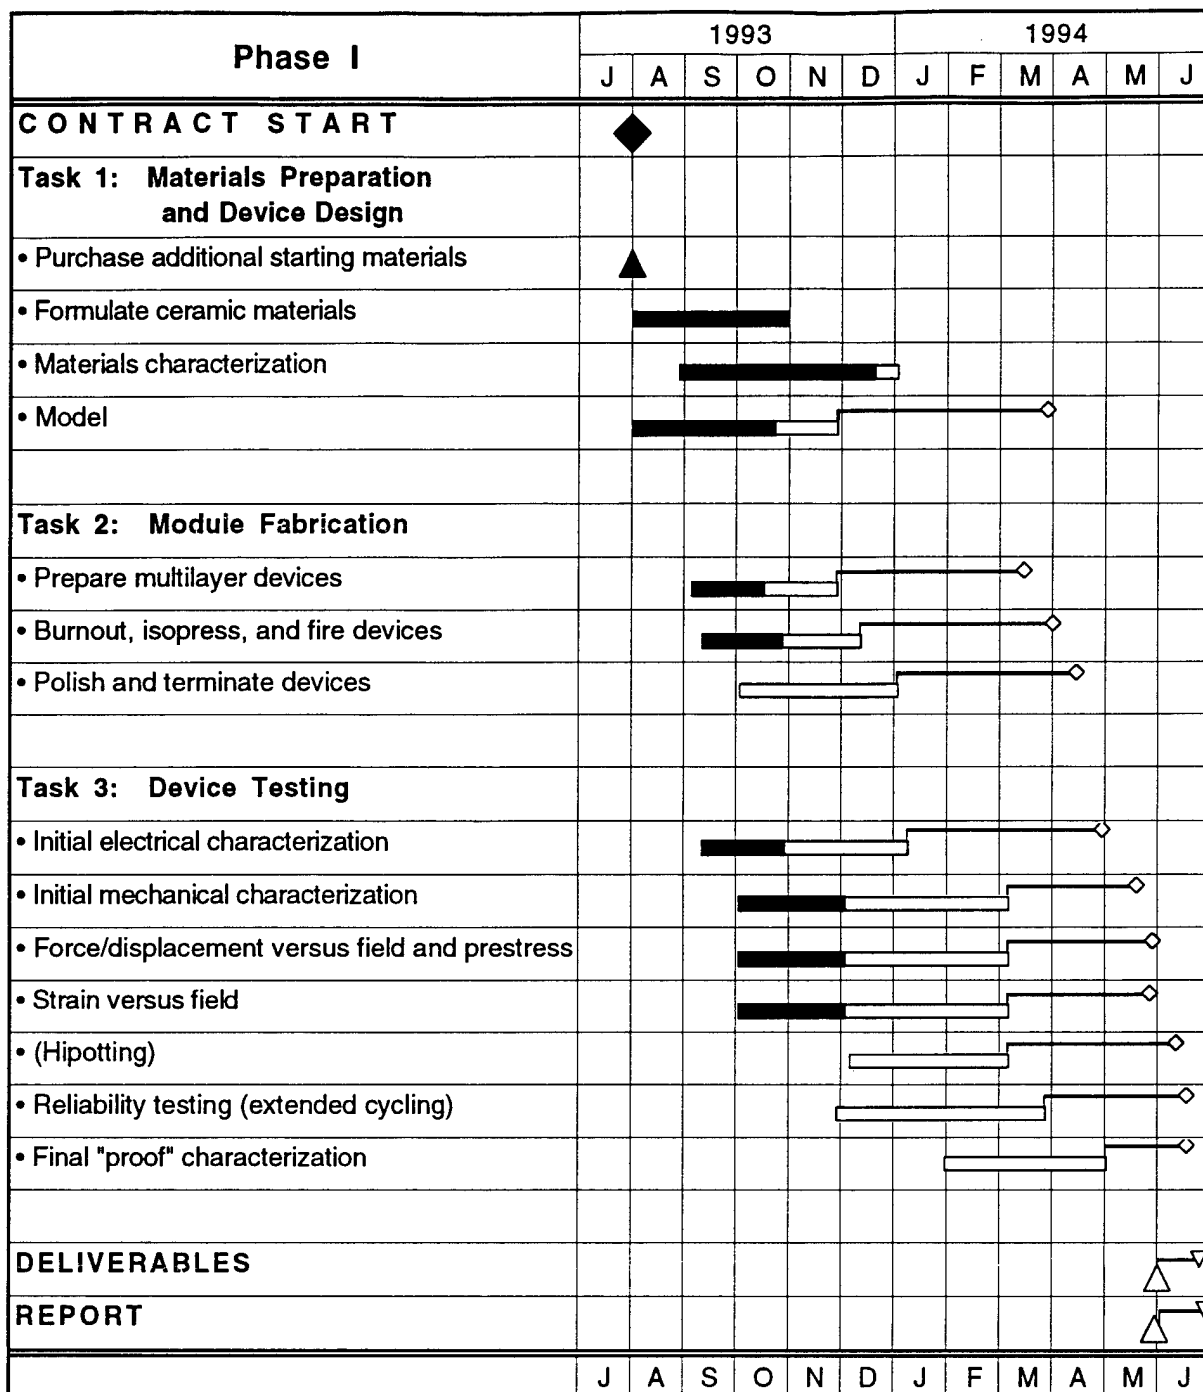 Phase I
1993 1994
J A S O N D J F M A M J
CONTRACT START
Task 1: Materials Preparation
and Device Design
• Purchase additional starting materials
• Formulate ceramic materials
• Materials characterization
• Model
Task 2: Module Fabrication
• Prepare multilayer devices
• Burnout, isopress, and fire devices
• Polish and terminate devices
Task 3: Device Testing
• Initial electrical characterization
• Initial mechanical characterization
• Force/displacement versus field and prestress
• Strain versus field
• (Hipotting)
• Reliability testing (extended cycling)
• Final "proof" characterization
DELIVERABLES
REPORT
J A S O N D J F M A M J